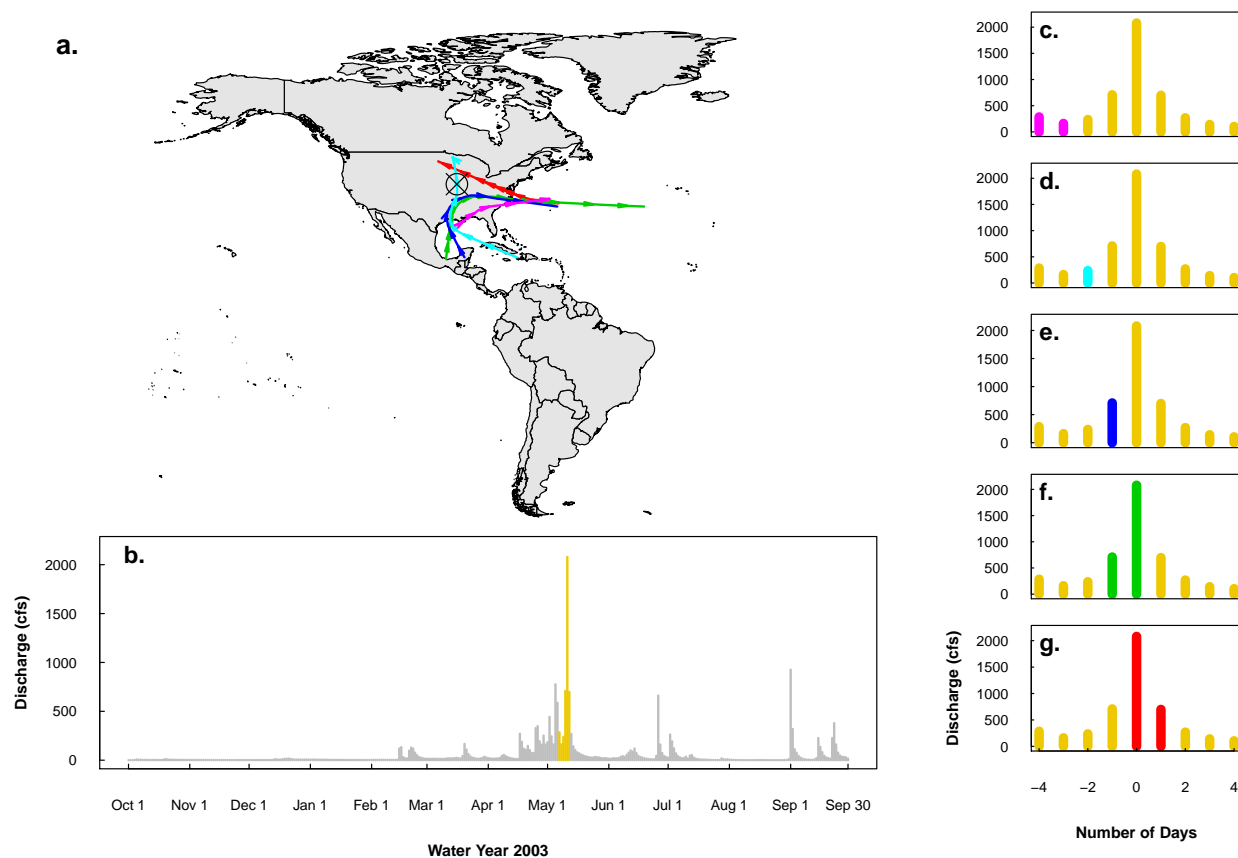 a.
b.
Discharge (cfs)
2000
1500
1000
500
0
Oct 1 Nov 1 Dec 1 Jan 1 Feb 1 Mar 1 Apr 1 May 1 Jun 1 Jul 1 Aug 1 Sep 1 Sep 30
Water Year 2003
c.
2000
1500
1000
500
0
d.
2000
1500
1000
500
0
e.
2000
1500
1000
500
0
f.
2000
1500
1000
500
0
g.
Discharge (cfs)
2000
1500
1000
500
0
−4 −2 0 2 4
Number of Days